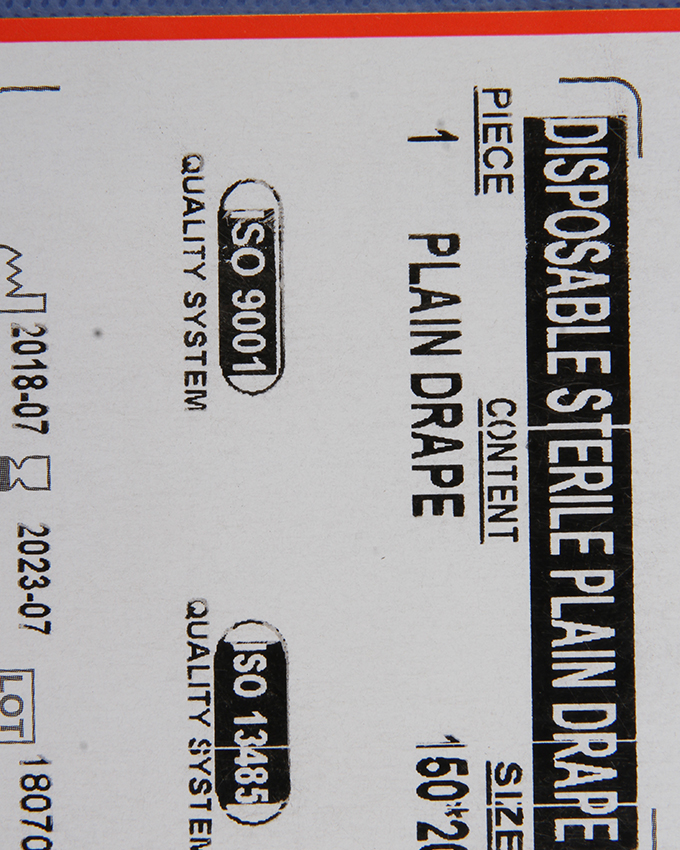 DISPOSABLE STERILE PLAIN DRAPE
PIECE CONTENT SIZE
1 PLAIN DRAPE 150*20
ISO 9001 ISO 13485
QUALITY SYSTEM QUALITY SYSTEM
2018-07 2023-07 LOT 18070